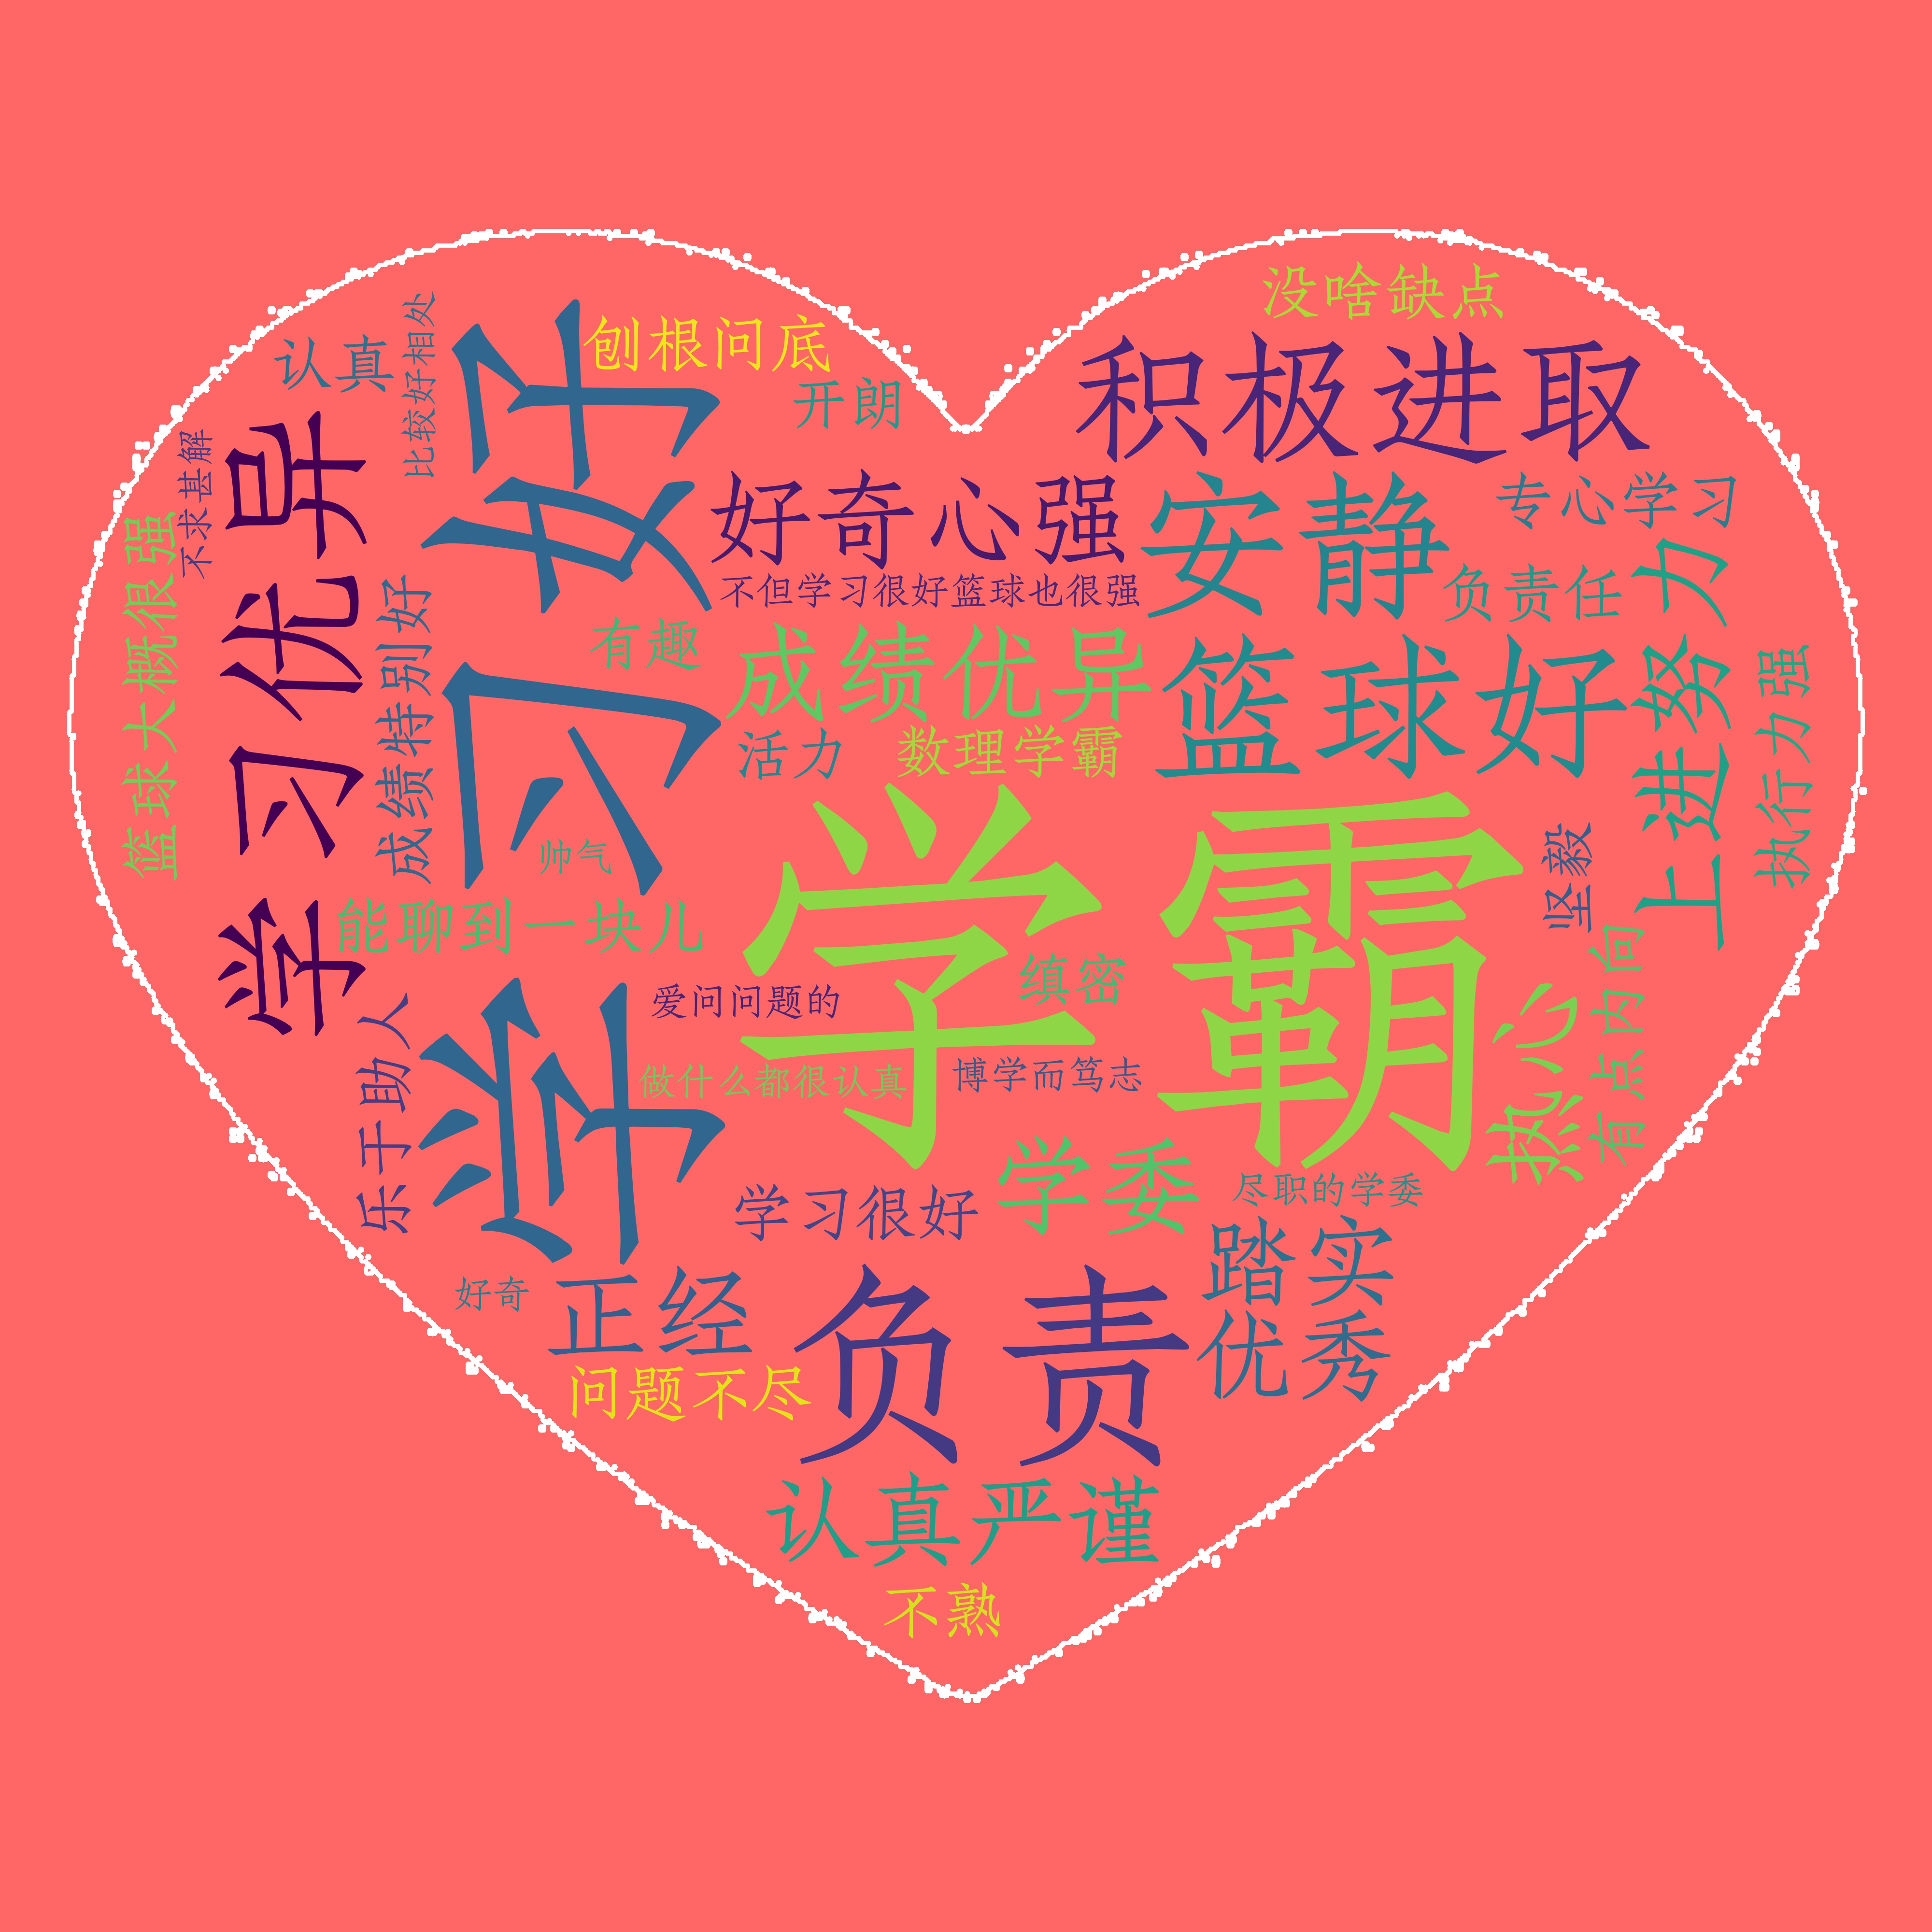 没啥缺点
刨根问底
认真
比较好相处
开朗
积极进取
学习优异
不求甚解
学习好
好奇心强
安静
专心学习
篮球大概很强
不但学习很好篮球也很强
负责任
上进努力
有趣
成绩优异
篮球好
成绩特别好
执行力强
活力
数理学霸
学霸
帅气
坚毅
能聊到一块儿
缜密
有点好问
爱问问题的
热心
乐于助人
做什么都很认真
博学而笃志
学委
学习很好
尽职的学委
踏实
好奇
正经
负责
优秀
问题不尽
认真严谨
不熟